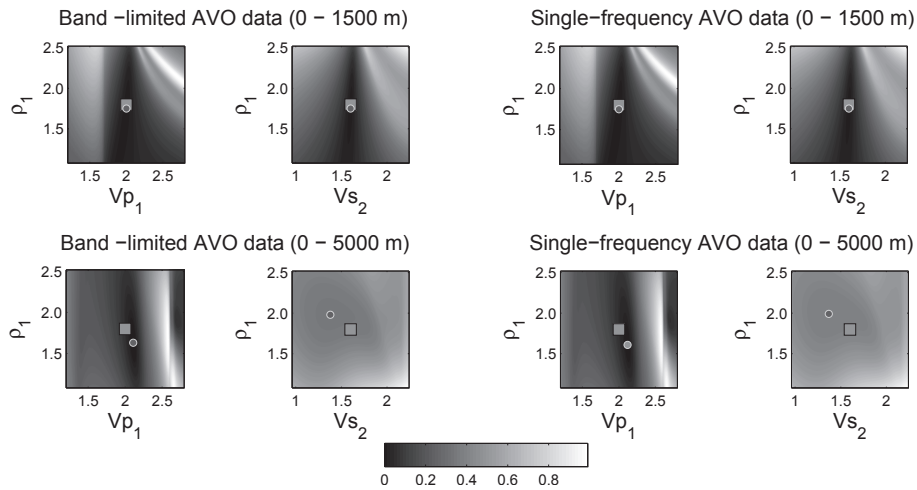 Band−limited AVO data (0 − 1500 m)
Single−frequency AVO data (0 − 1500 m)
2.5
2.0
1.5
ρ1
1.5 2 2.5
Vp1
2.5
2.0
1.5
ρ1
1 1.5 2
Vs2
2.5
2.0
1.5
ρ1
1.5 2 2.5
Vp1
2.5
2.0
1.5
ρ1
1 1.5 2
Vs2
Band −limited AVO data (0 − 5000 m)
Single−frequency AVO data (0 − 5000 m)
2.5
2.0
1.5
ρ1
1.5 2 2.5
Vp1
2.5
2.0
1.5
ρ1
1 1.5 2
Vs2
2.5
2.0
1.5
ρ1
1.5 2 2.5
Vp1
2.5
2.0
1.5
ρ1
1 1.5 2
Vs2
0 0.2 0.4 0.6 0.8